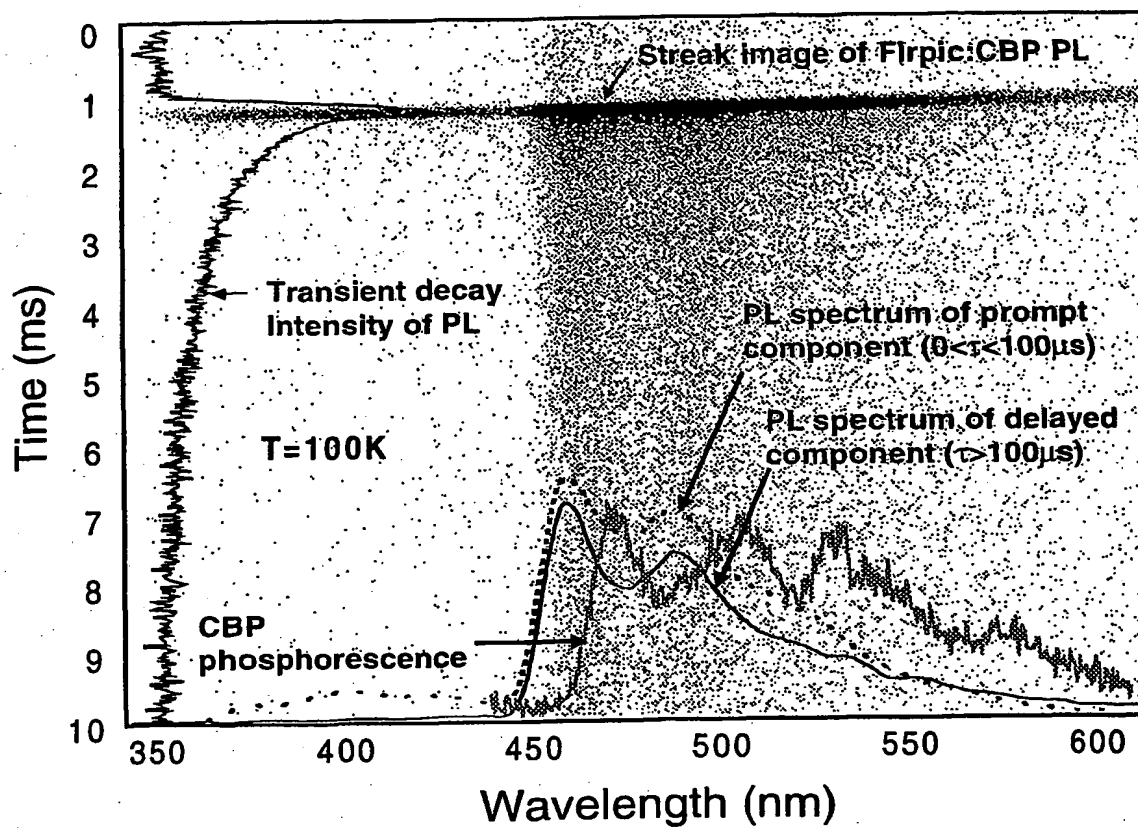 0
1
2
3
4
5
6
7
8
9
10
Time (ms)
Streak image of Firpic:CBP PL
Transient decay
Intensity of PL
PL spectrum of prompt
component (0<τ<100μs)
PL spectrum of delayed
component (τ>100μs)
T=100K
CBP
phosphorescence
350
400
450
500
550
600
Wavelength (nm)